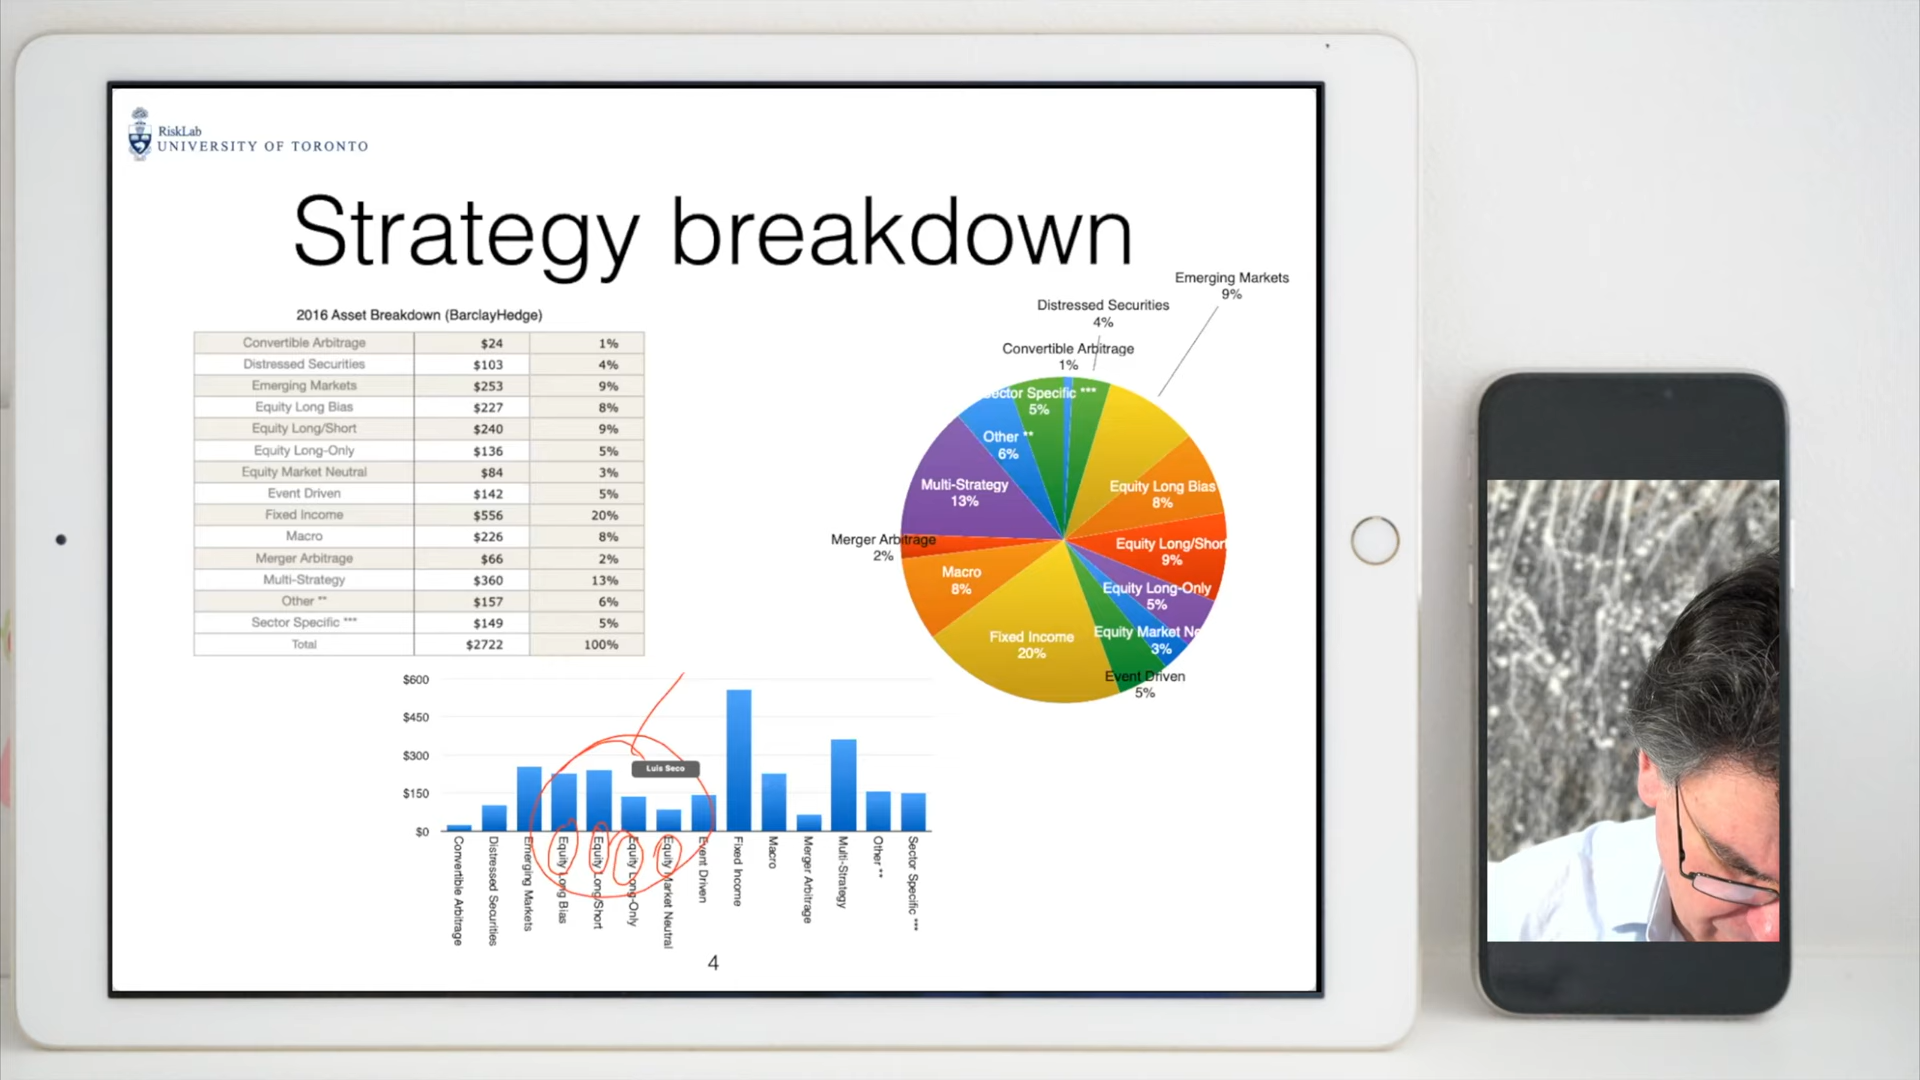 RiskLab
UNIVERSITY OF TORONTO
Strategy breakdown
2016 Asset Breakdown (BarclayHedge)
Convertible Arbitrage $24 1%
Distressed Securities $103 4%
Emerging Markets $253 9%
Equity Long Bias $227 8%
Equity Long/Short $240 9%
Equity Long-Only $136 5%
Equity Market Neutral $84 3%
Event Driven $142 5%
Fixed Income $556 20%
Macro $226 8%
Merger Arbitrage $66 2%
Multi-Strategy $360 13%
Other ** $157 6%
Sector Specific *** $149 5%
Total $2722 100%
Emerging Markets
9%
Distressed Securities
4%
Convertible Arbitrage
1%
Sector Specific ***
5%
Other **
6%
Multi-Strategy
13%
Merger Arbitrage
2%
Macro
8%
Fixed Income
20%
Event Driven
5%
Equity Market Ne
3%
Equity Long-Only
5%
Equity Long/Short
9%
Equity Long Bias
8%
$600
$450
$300
$150
$0
Luis Seco
Convertible Arbitrage
Distressed Securities
Emerging Markets
Equity Long Bias
Equity Long/Short
Equity Long-Only
Equity Market Neutral
Event Driven
Fixed Income
Macro
Merger Arbitrage
Multi-Strategy
Other **
Sector Specific ***
4